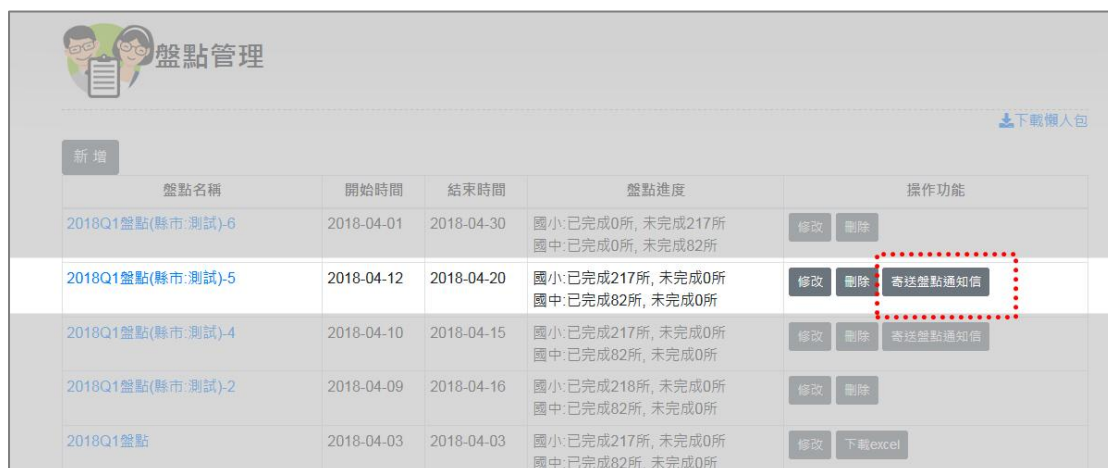 盤點管理
下載懶人包
新增
盤點名稱 開始時間 結束時間 盤點進度 操作功能
2018Q1盤點(縣市:測試)-6 2018-04-01 2018-04-30 國小:已完成0所, 未完成217所 修改 刪除
國中:已完成0所, 未完成82所
2018Q1盤點(縣市:測試)-5 2018-04-12 2018-04-20 國小:已完成217所, 未完成0所 修改 刪除 寄送盤點通知信
國中:已完成82所, 未完成0所
2018Q1盤點(縣市:測試)-4 2018-04-10 2018-04-15 國小:已完成217所, 未完成0所 修改 刪除 寄送盤點通知信
國中:已完成82所, 未完成0所
2018Q1盤點(縣市:測試)-2 2018-04-09 2018-04-16 國小:已完成218所, 未完成0所 修改 刪除
國中:已完成82所, 未完成0所
2018Q1盤點 2018-04-03 2018-04-03 國小:已完成217所, 未完成0所 修改 下載excel
國中:已完成82所, 未完成0所